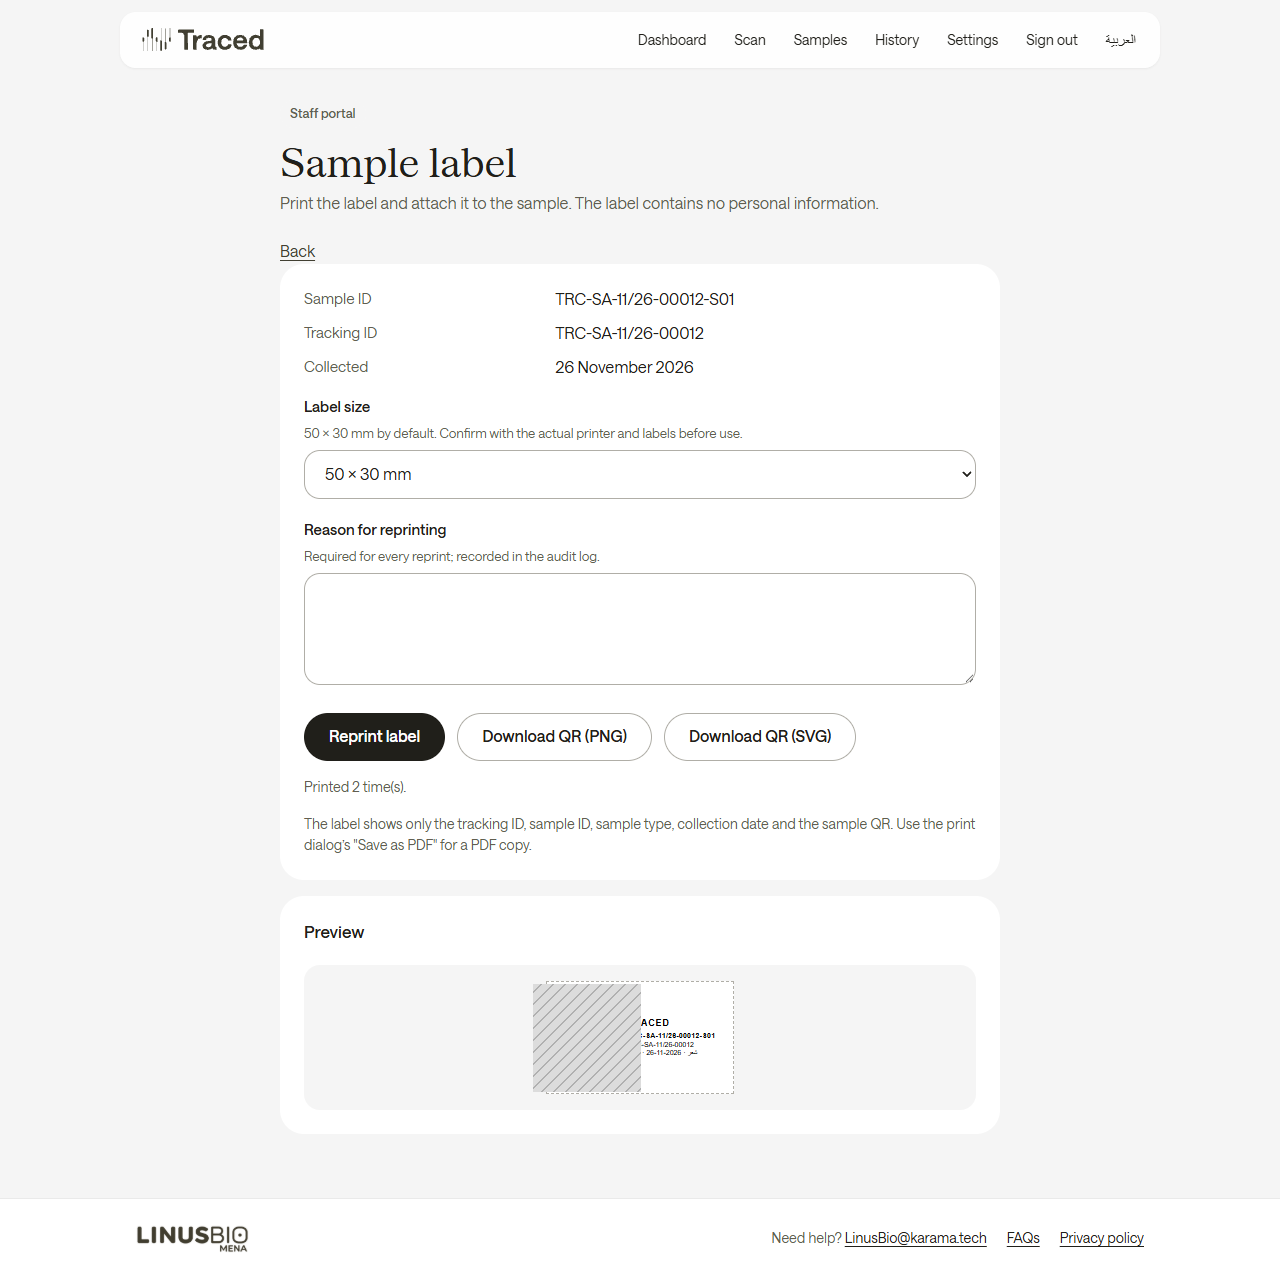 Traced
Dashboard Scan Samples History Settings Sign out العربية
Staff portal
Sample label
Print the label and attach it to the sample. The label contains no personal information.
Back
Sample ID TRC-SA-11/26-00012-S01
Tracking ID TRC-SA-11/26-00012
Collected 26 November 2026
Label size
50 × 30 mm by default. Confirm with the actual printer and labels before use.
50 × 30 mm
Reason for reprinting
Required for every reprint; recorded in the audit log.
Reprint label Download QR (PNG) Download QR (SVG)
Printed 2 time(s).
The label shows only the tracking ID, sample ID, sample type, collection date and the sample QR. Use the print
dialog's "Save as PDF" for a PDF copy.
Preview
ACED
-SA-11/26-00012-S01
-SA-11/26-00012
· 26-11-2026 · شعر
LINUSBIO
MENA
Need help? LinusBio@karama.tech FAQs Privacy policy